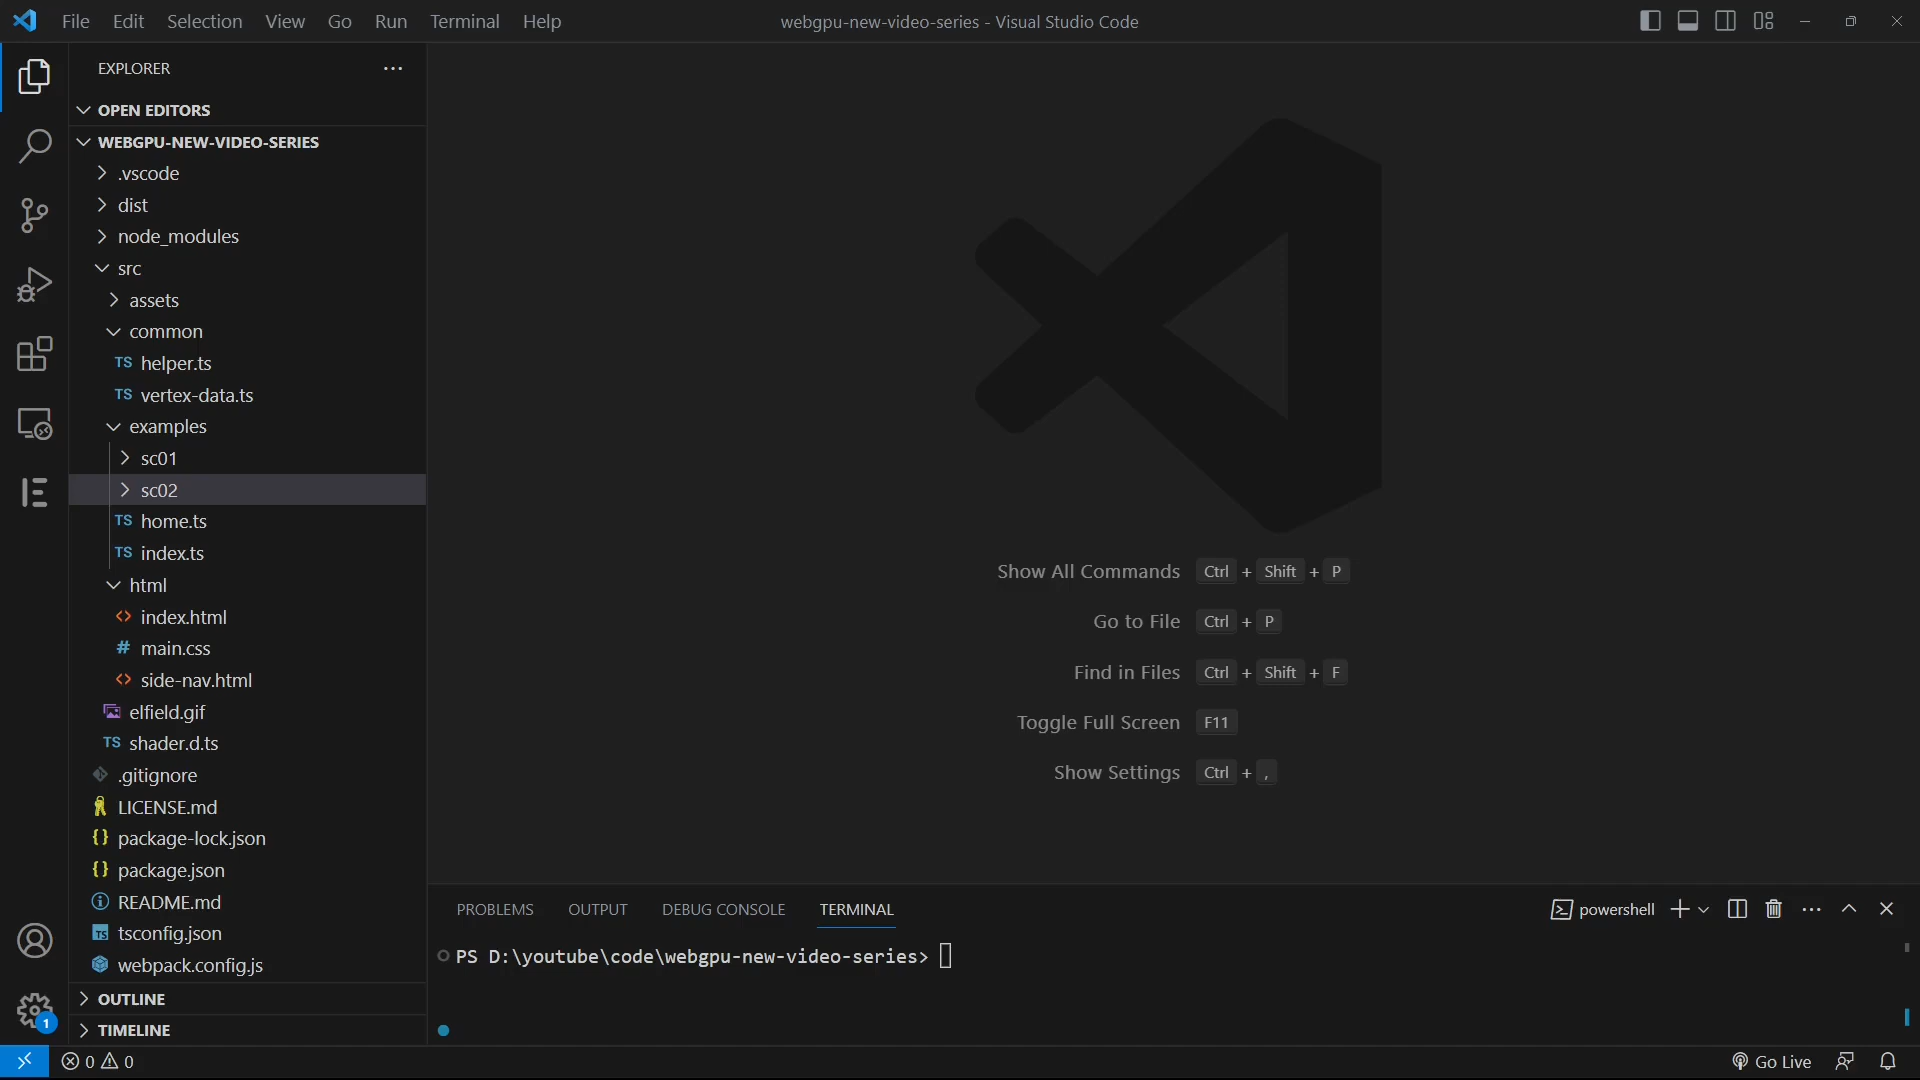 File Edit Selection View Go Run Terminal Help
webgpu-new-video-series - Visual Studio Code
EXPLORER
OPEN EDITORS
WEBGPU-NEW-VIDEO-SERIES
.vscode
dist
node_modules
src
assets
common
TS helper.ts
TS vertex-data.ts
examples
sc01
sc02
TS home.ts
TS index.ts
html
<> index.html
# main.css
<> side-nav.html
elfield.gif
TS shader.d.ts
.gitignore
LICENSE.md
{} package-lock.json
{} package.json
README.md
TS tsconfig.json
webpack.config.js
OUTLINE
TIMELINE
1
Show All Commands Ctrl + Shift + P
Go to File Ctrl + P
Find in Files Ctrl + Shift + F
Toggle Full Screen F11
Show Settings Ctrl + ,
PROBLEMS OUTPUT DEBUG CONSOLE TERMINAL
powershell
PS D:\youtube\code\webgpu-new-video-series>
0 0
Go Live